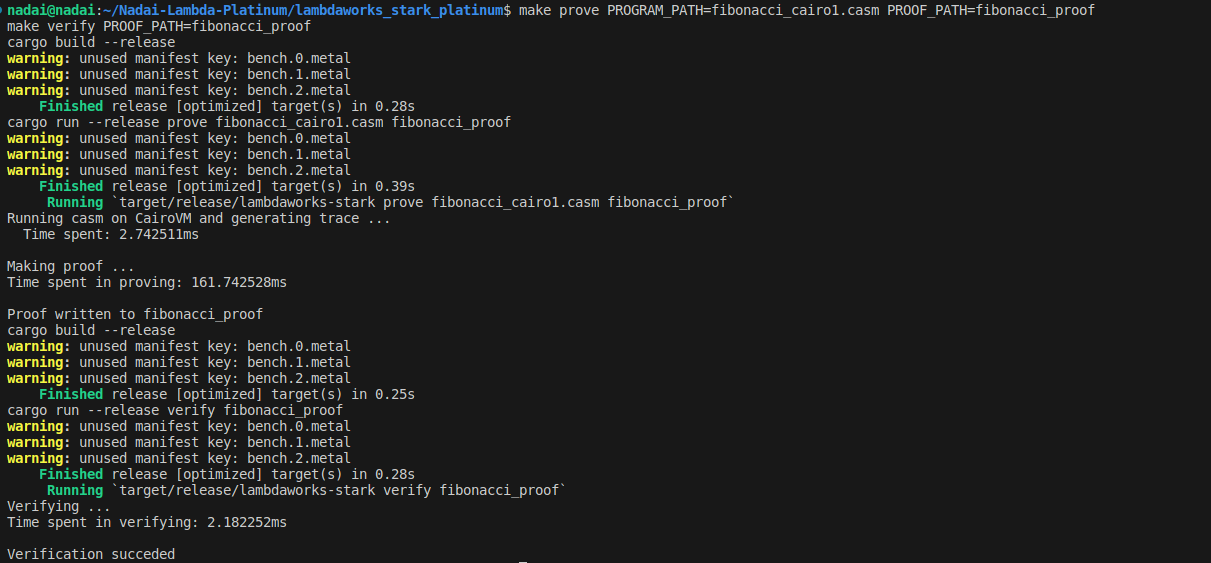 nadai@nadai:~/Nadai-Lambda-Platinum/lambdaworks_stark_platinum$ make prove PROGRAM_PATH=fibonacci_cairo1.casm PROOF_PATH=fibonacci_proof
make verify PROOF_PATH=fibonacci_proof
cargo build --release
warning: unused manifest key: bench.0.metal
warning: unused manifest key: bench.1.metal
warning: unused manifest key: bench.2.metal
    Finished release [optimized] target(s) in 0.28s
cargo run --release prove fibonacci_cairo1.casm fibonacci_proof
warning: unused manifest key: bench.0.metal
warning: unused manifest key: bench.1.metal
warning: unused manifest key: bench.2.metal
    Finished release [optimized] target(s) in 0.39s
     Running `target/release/lambdaworks-stark prove fibonacci_cairo1.casm fibonacci_proof`
Running casm on CairoVM and generating trace ...
  Time spent: 2.742511ms

Making proof ...
Time spent in proving: 161.742528ms

Proof written to fibonacci_proof
cargo build --release
warning: unused manifest key: bench.0.metal
warning: unused manifest key: bench.1.metal
warning: unused manifest key: bench.2.metal
    Finished release [optimized] target(s) in 0.25s
cargo run --release verify fibonacci_proof
warning: unused manifest key: bench.0.metal
warning: unused manifest key: bench.1.metal
warning: unused manifest key: bench.2.metal
    Finished release [optimized] target(s) in 0.28s
     Running `target/release/lambdaworks-stark verify fibonacci_proof`
Verifying ...
Time spent in verifying: 2.182252ms

Verification succeded